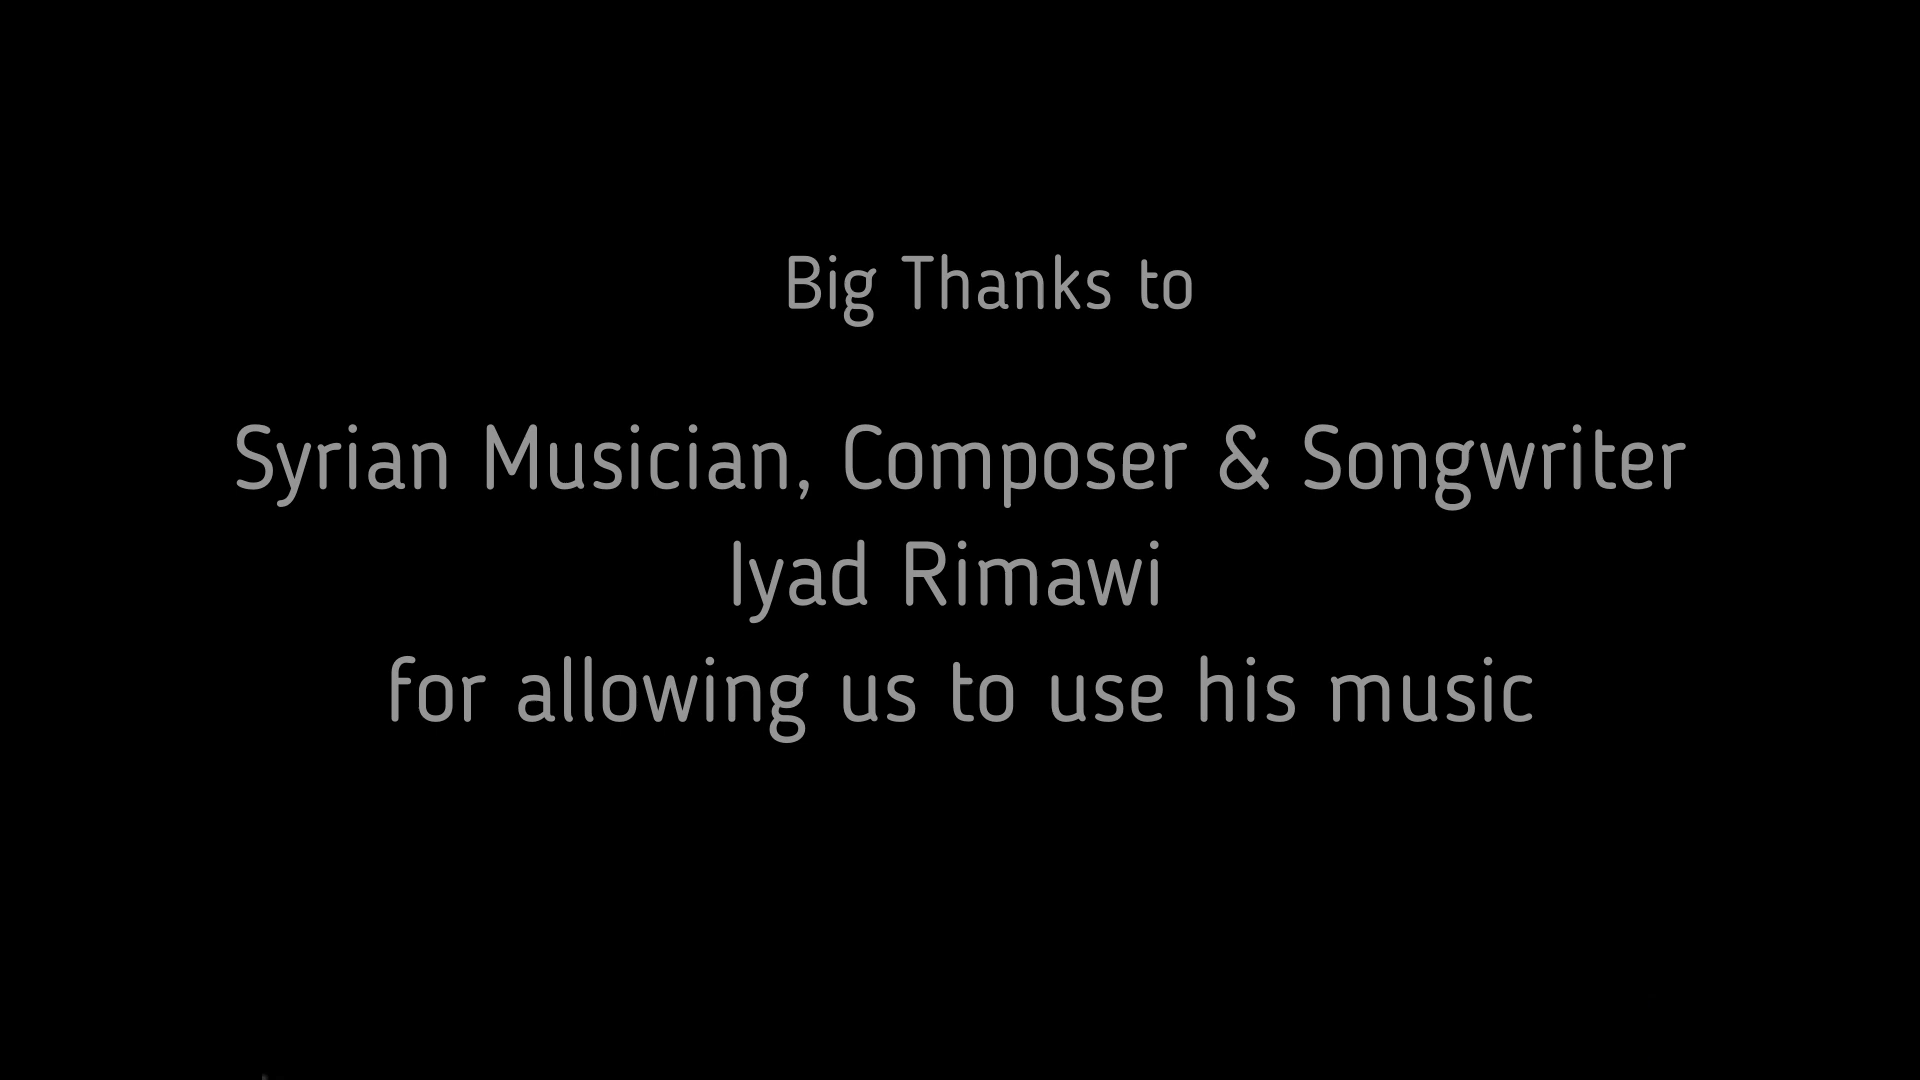 Big Thanks to
Syrian Musician, Composer & Songwriter
Iyad Rimawi
for allowing us to use his music